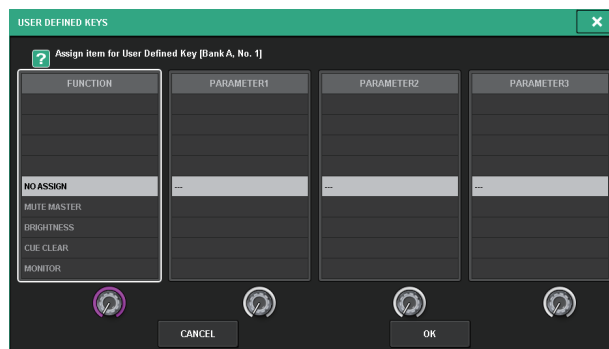 USER DEFINED KEYS
Assign item for User Defined Key [Bank A, No. 1]
FUNCTION PARAMETER1 PARAMETER2 PARAMETER3
NO ASSIGN --- --- ---
MUTE MASTER
BRIGHTNESS
CUE CLEAR
MONITOR
CANCEL OK